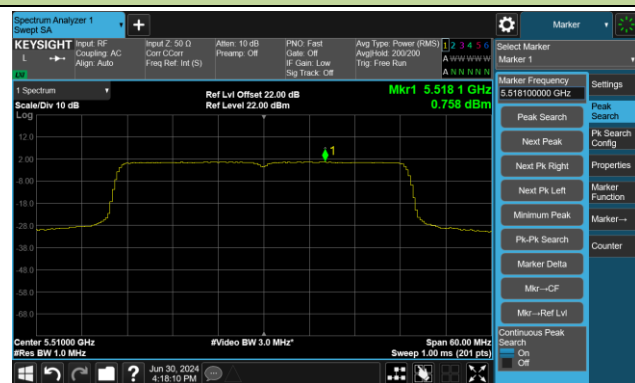 Spectrum Analyzer 1
Swept SA
Marker
KEYSIGHT
L
Input: RF
Coupling: AC
Align: Auto
Input Z: 50 Ω
Corr CCorr
Freq Ref: Int (S)
Atten: 10 dB
Preamp: Off
PNO: Fast
Gate: Off
IF Gain: Low
Sig Track: Off
Avg Type: Power (RMS)
Avg|Hold: 200/200
Trig: Free Run
1 2 3 4 5 6
A W W W W W
A N N N N N
Select Marker
Marker 1
1 Spectrum
Scale/Div 10 dB
Log
Ref Lvl Offset 22.00 dB
Ref Level 22.00 dBm
Mkr1 5.518 1 GHz
0.758 dBm
12.0
2.00
-8.00
-18.0
-28.0
-38.0
-48.0
-58.0
-68.0
1
Center 5.51000 GHz
#Res BW 1.0 MHz
#Video BW 3.0 MHz*
Span 60.00 MHz
Sweep 1.00 ms (201 pts)
Marker Frequency
5.518100000 GHz
Peak Search
Next Peak
Next Pk Right
Next Pk Left
Minimum Peak
Pk-Pk Search
Marker Delta
Mkr→CF
Mkr→Ref Lvl
Continuous Peak
Search
On
Off
Settings
Peak
Search
Pk Search
Config
Properties
Marker
Function
Marker→
Counter
Jun 30, 2024
4:18:10 PM